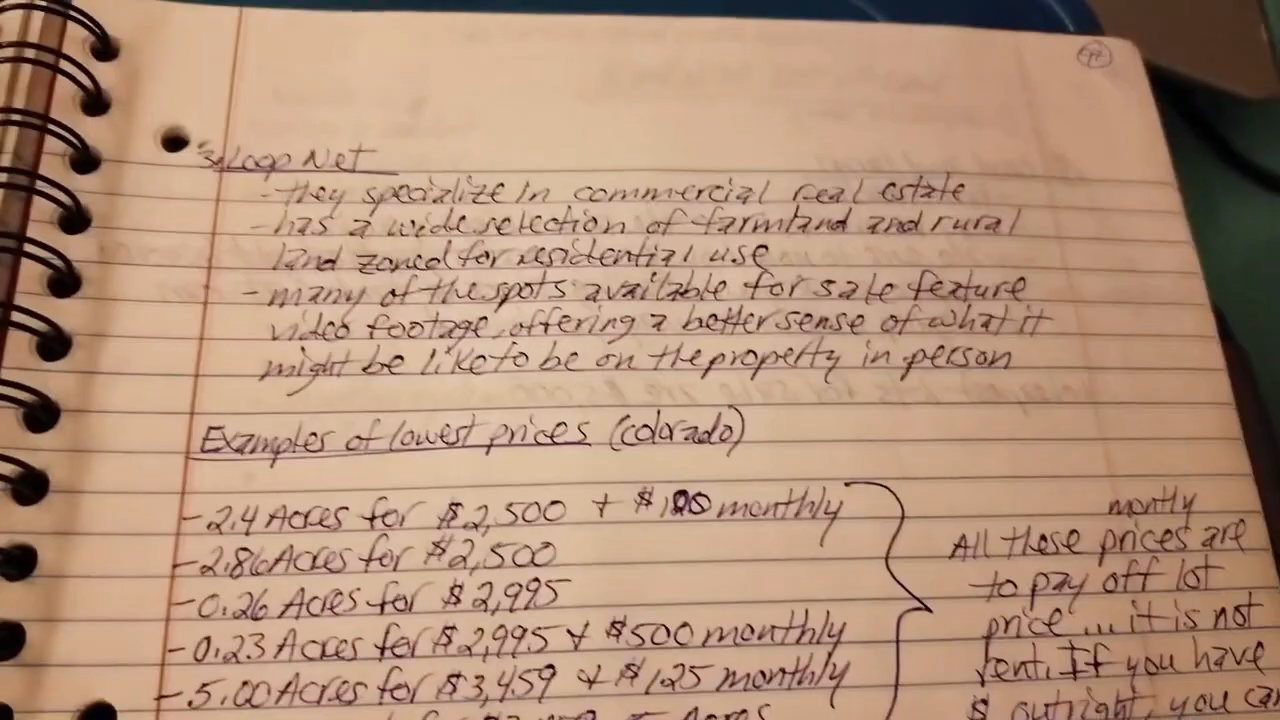 3. Loop Net
- they specialize in commercial real estate
- has a wide selection of farmland and rural
land zoned for residential use
- many of the spots available for sale feature
video footage, offering a better sense of what it
might be like to be on the property in person
Examples of lowest prices (colorado)
- 2.4 Acres for $2,500 + $100 monthly
- 2.86 Acres for $2,500
- 0.26 Acres for $2,995
- 0.23 Acres for $2,995 + $500 monthly
- 5.00 Acres for $3,459 + $125 monthly
montly
All these prices are
to pay off lot
price... it is not
rent. If you have
$ outright, you can